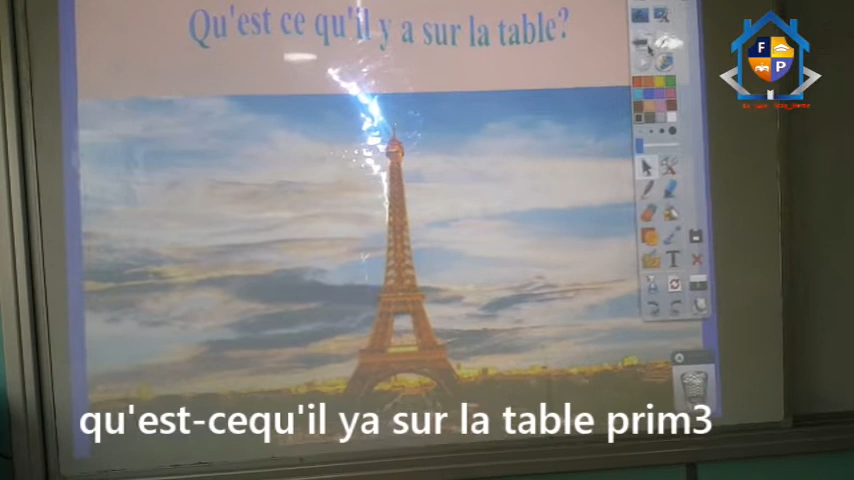 Qu'est ce qu'il y a sur la table?
F
P
T
qu'est-cequ'il ya sur la table prim3